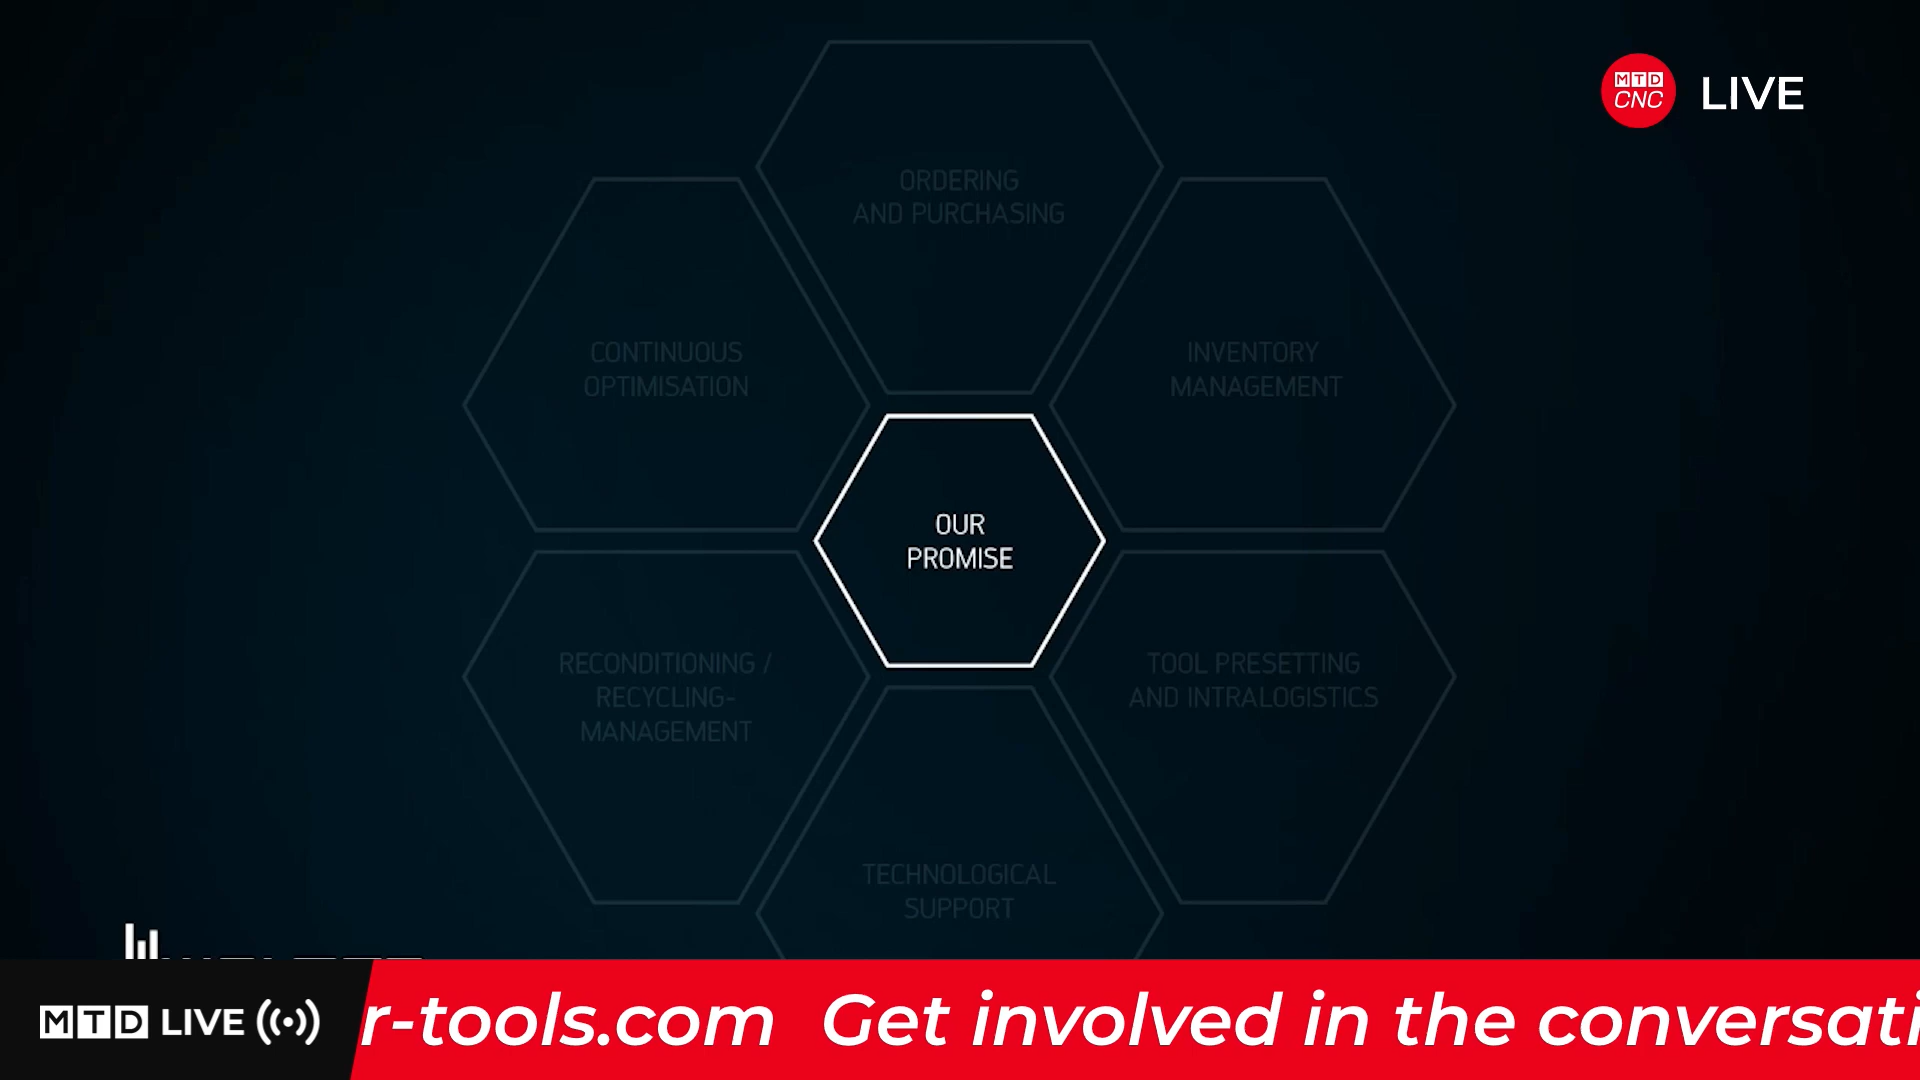 MTD
CNC
LIVE
ORDERING
AND PURCHASING
CONTINUOUS
OPTIMISATION
INVENTORY
MANAGEMENT
OUR
PROMISE
RECONDITIONING /
RECYCLING-
MANAGEMENT
TOOL PRESETTING
AND INTRALOGISTICS
TECHNOLOGICAL
SUPPORT
MTD LIVE
r-tools.com Get involved in the conversati